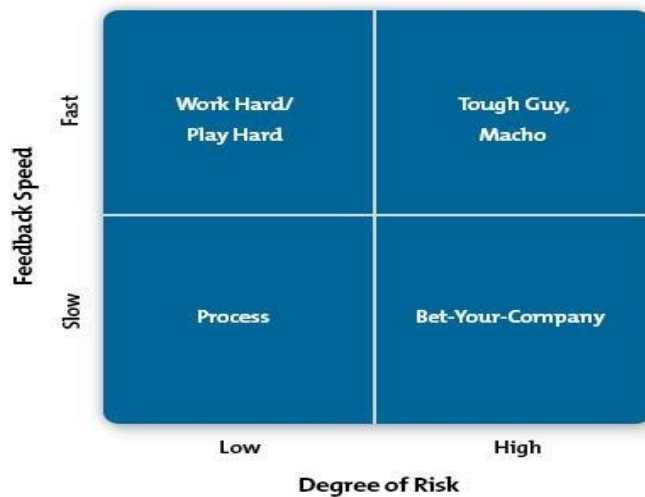 Feedback Speed
Fast
Work Hard/
Play Hard
Tough Guy,
Macho
Slow
Process
Bet-Your-Company
Low
High
Degree of Risk